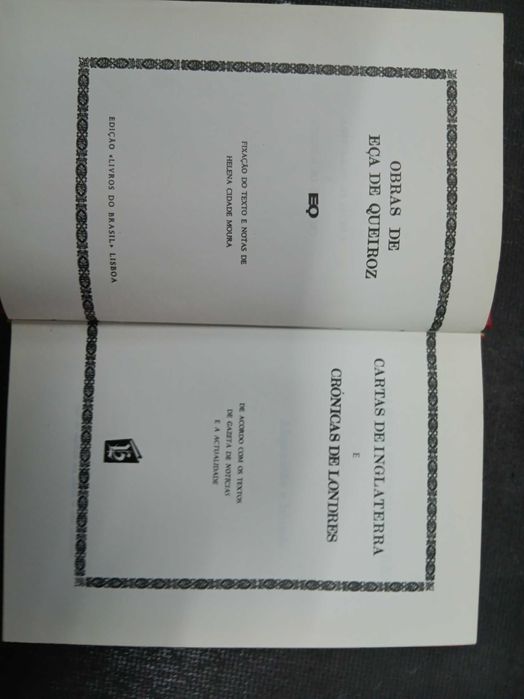 OBRAS DE
EÇA DE QUEIROZ
EQ
FIXAÇÃO DO TEXTO E NOTAS DE
HELENA CIDADE MOURA
EDIÇÃO «LIVROS DO BRASIL» LISBOA
CARTAS DE INGLATERRA
E
CRÓNICAS DE LONDRES
DE ACORDO COM OS TEXTOS
DE GAZETA DE NOTÍCIAS
E A ACTUALIDADE